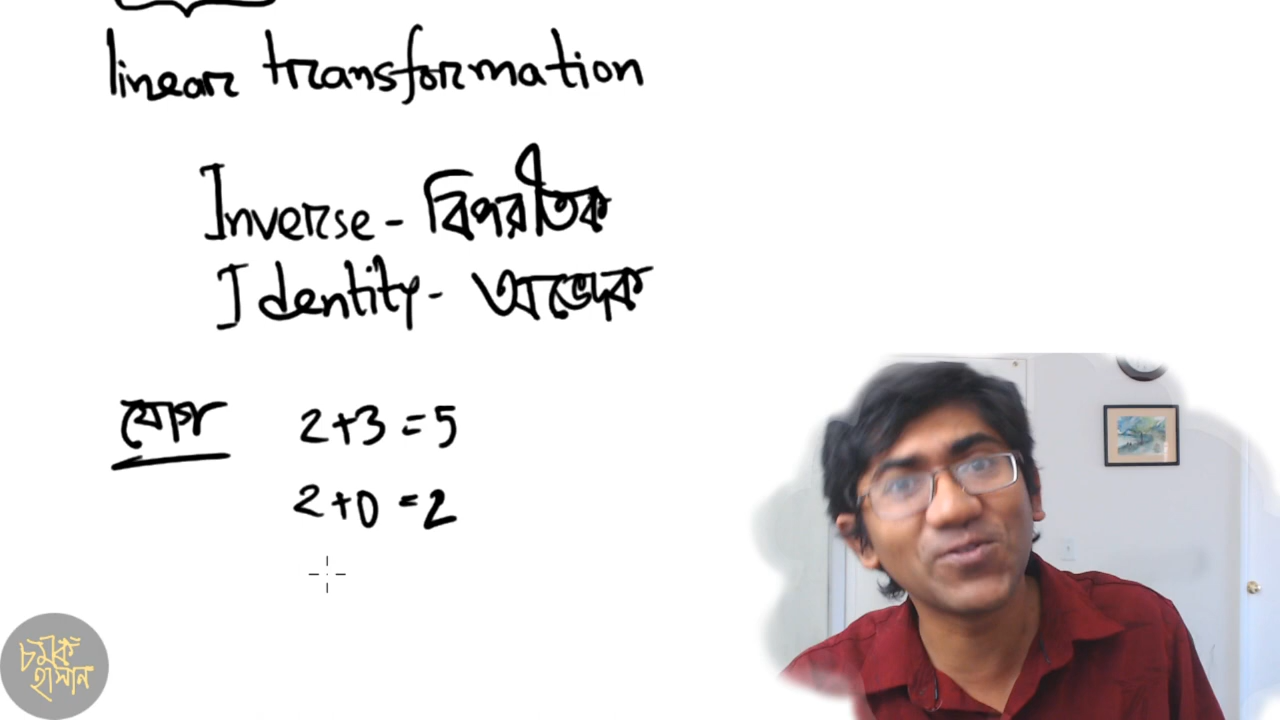 linear transformation
Inverse - বিপরীতক
Identity - অভেদক
যোগ 2+3=5
2+0=2
চমক
হাসান